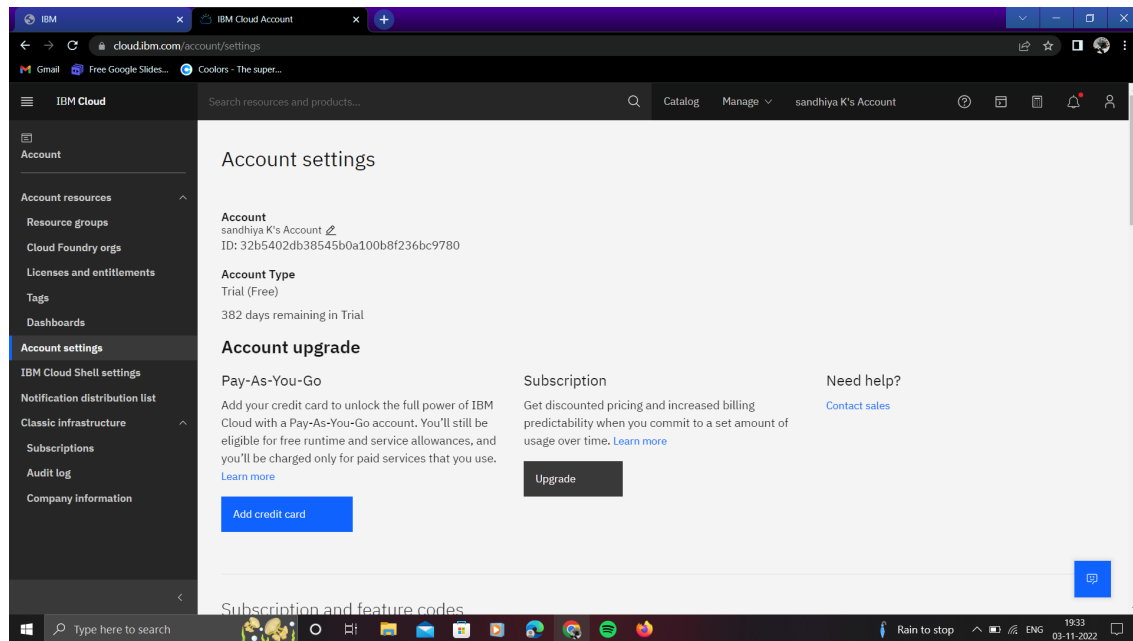 IBM
IBM Cloud Account
cloud.ibm.com/account/settings
Gmail
Free Google Slides...
Coolors - The super...
IBM Cloud
Search resources and products...
Catalog
Manage
sandhiya K's Account
Account
Account resources
Resource groups
Cloud Foundry orgs
Licenses and entitlements
Tags
Dashboards
Account settings
IBM Cloud Shell settings
Notification distribution list
Classic infrastructure
Subscriptions
Audit log
Company information
Account settings
Account
sandhiya K's Account
ID: 32b5402db38545b0a100b8f236bc9780
Account Type
Trial (Free)
382 days remaining in Trial
Account upgrade
Pay-As-You-Go
Add your credit card to unlock the full power of IBM
Cloud with a Pay-As-You-Go account. You'll still be
eligible for free runtime and service allowances, and
you'll be charged only for paid services that you use.
Learn more
Add credit card
Subscription
Get discounted pricing and increased billing
predictability when you commit to a set amount of
usage over time. Learn more
Upgrade
Need help?
Contact sales
Subscription and feature codes
Type here to search
Rain to stop
ENG
19:33
03-11-2022